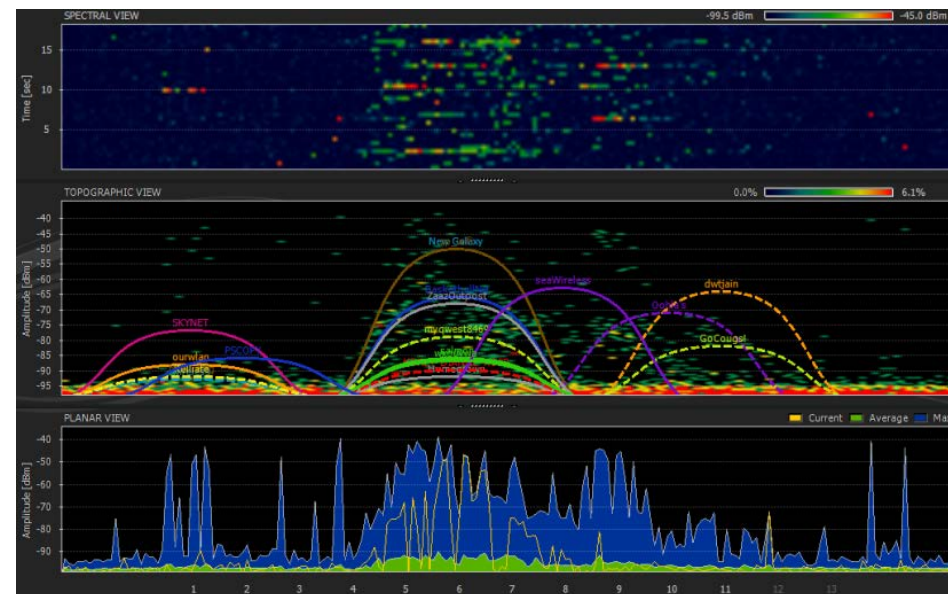 SPECTRAL VIEW
-99.5 dBm -45.0 dBm
Time [sec]
15
10
5
TOPOGRAPHIC VIEW
0.0% 6.1%
Amplitude [dBm]
-40
-45
-50
-55
-60
-65
-70
-75
-80
-85
-90
-95
New Galaxy
seaWireless
dwtjain
ZaazOutpost
SKYNET
myqwest8469
GoCougs!
ourwlan
PLANAR VIEW
Current Average Max
Amplitude [dBm]
-40
-50
-60
-70
-80
-90
1 2 3 4 5 6 7 8 9 10 11 12 13